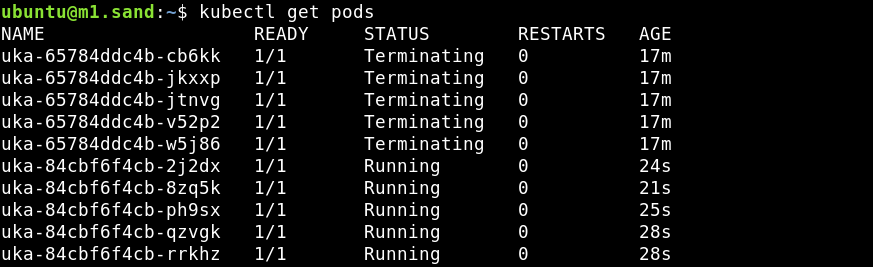 ubuntu@m1.sand:~$ kubectl get pods
NAME READY STATUS RESTARTS AGE
uka-65784ddc4b-cb6kk 1/1 Terminating 0 17m
uka-65784ddc4b-jkxxp 1/1 Terminating 0 17m
uka-65784ddc4b-jtnvg 1/1 Terminating 0 17m
uka-65784ddc4b-v52p2 1/1 Terminating 0 17m
uka-65784ddc4b-w5j86 1/1 Terminating 0 17m
uka-84cbf6f4cb-2j2dx 1/1 Running 0 24s
uka-84cbf6f4cb-8zq5k 1/1 Running 0 21s
uka-84cbf6f4cb-ph9sx 1/1 Running 0 25s
uka-84cbf6f4cb-qzvgk 1/1 Running 0 28s
uka-84cbf6f4cb-rrkhz 1/1 Running 0 28s